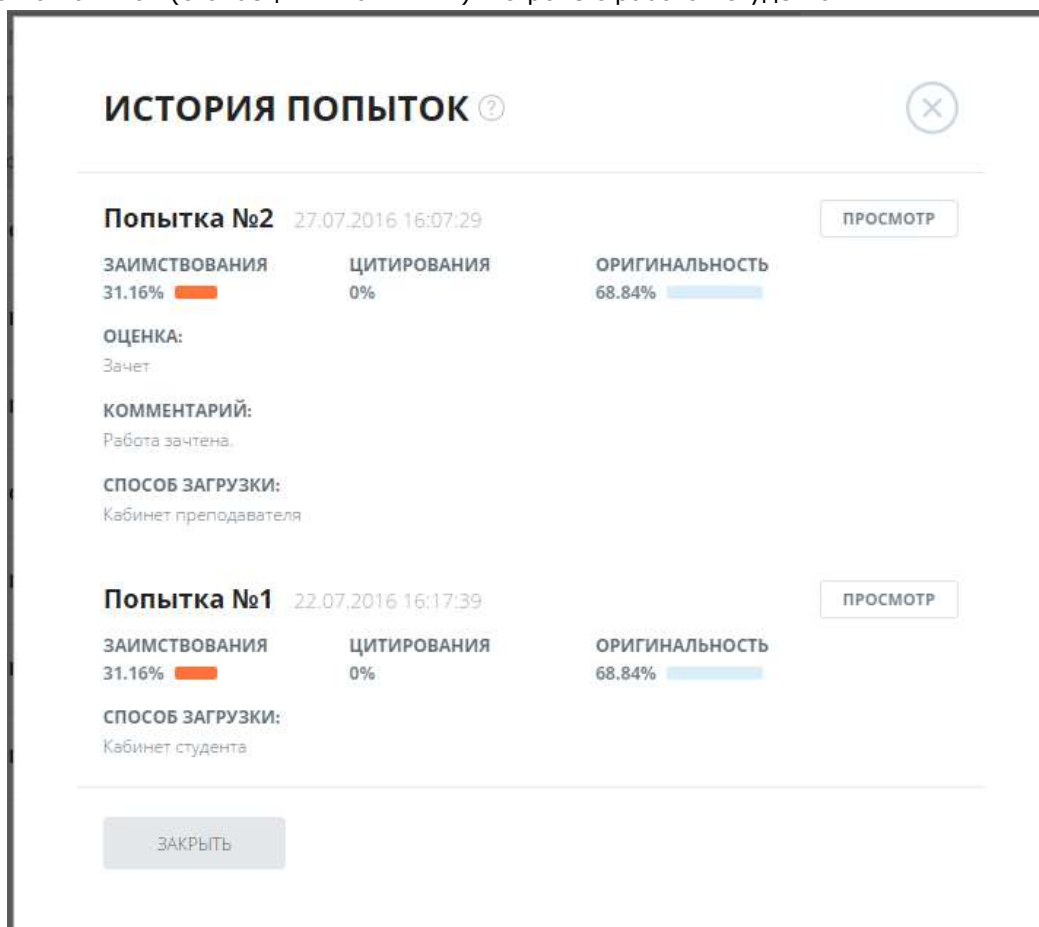 ИСТОРИЯ ПОПЫТОК ?
Попытка №2 27.07.2016 16:07:29 ПРОСМОТР
ЗАИМСТВОВАНИЯ ЦИТИРОВАНИЯ ОРИГИНАЛЬНОСТЬ
31.16% 0% 68.84%
ОЦЕНКА:
Зачет
КОММЕНТАРИЙ:
Работа зачтена.
СПОСОБ ЗАГРУЗКИ:
Кабинет преподавателя
Попытка №1 22.07.2016 16:17:39 ПРОСМОТР
ЗАИМСТВОВАНИЯ ЦИТИРОВАНИЯ ОРИГИНАЛЬНОСТЬ
31.16% 0% 68.84%
СПОСОБ ЗАГРУЗКИ:
Кабинет студента
ЗАКРЫТЬ